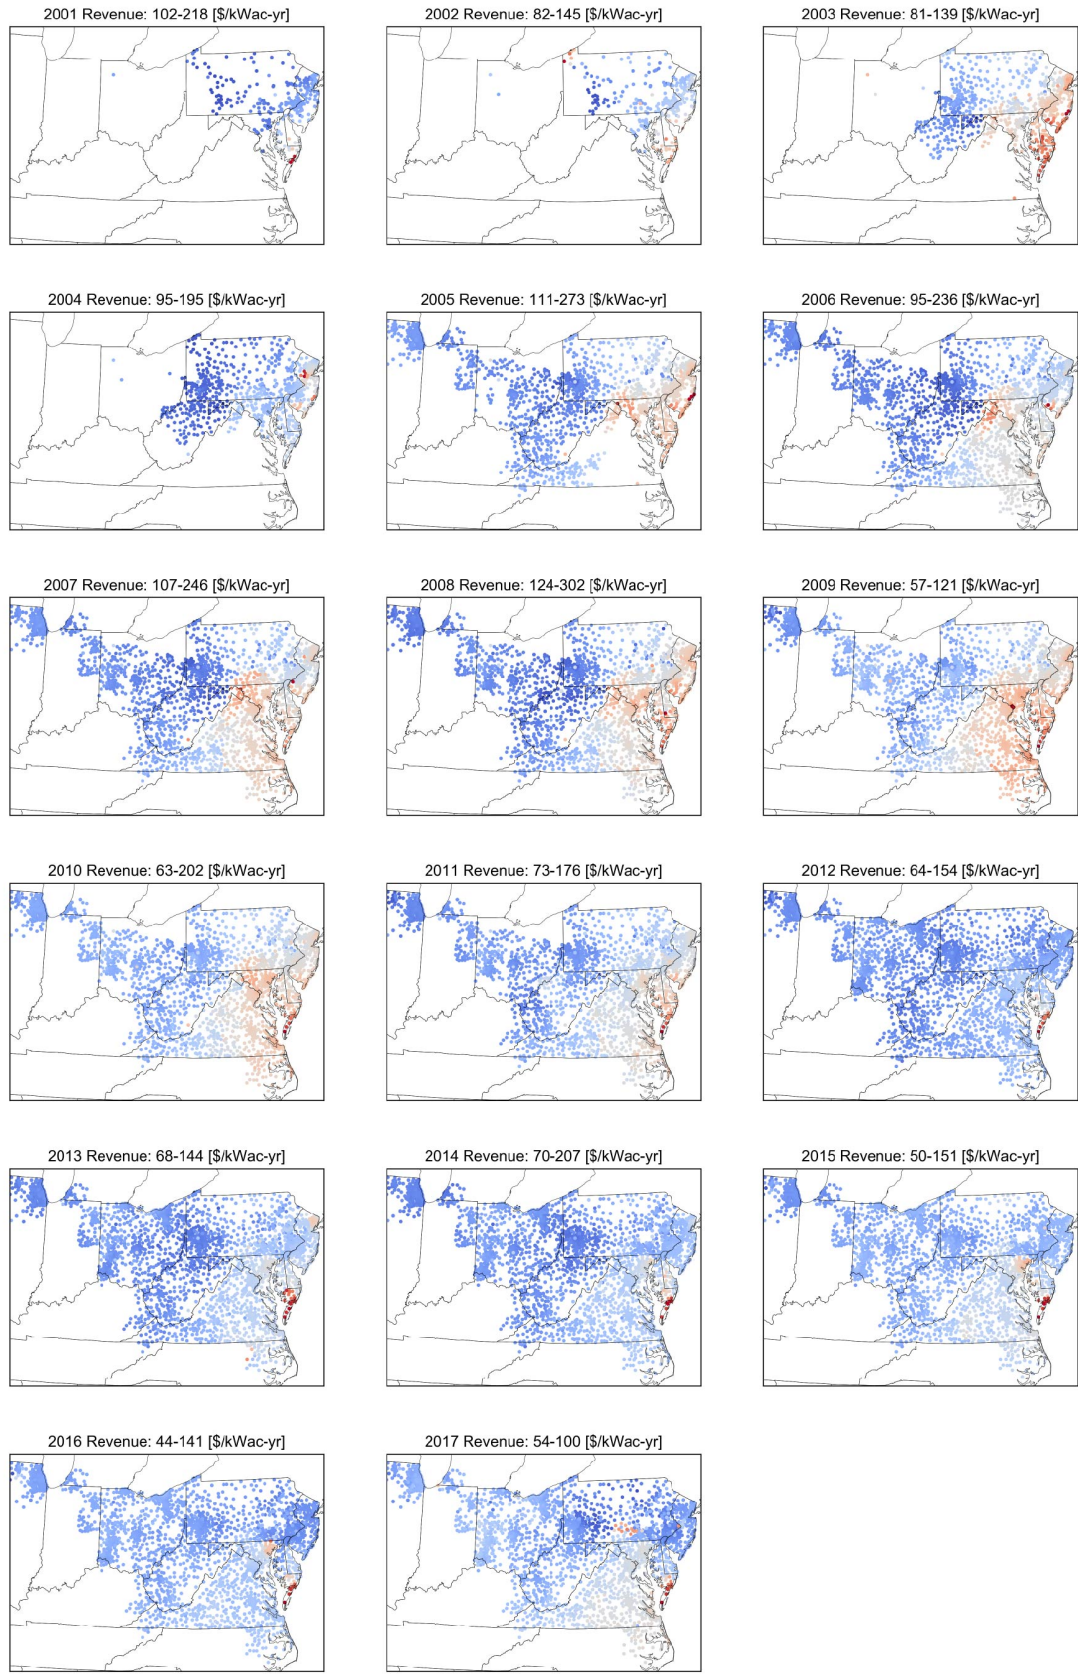 2001 Revenue: 102-218 [$/kWac-yr]
2002 Revenue: 82-145 [$/kWac-yr]
2003 Revenue: 81-139 [$/kWac-yr]
2004 Revenue: 95-195 [$/kWac-yr]
2005 Revenue: 111-273 [$/kWac-yr]
2006 Revenue: 95-236 [$/kWac-yr]
2007 Revenue: 107-246 [$/kWac-yr]
2008 Revenue: 124-302 [$/kWac-yr]
2009 Revenue: 57-121 [$/kWac-yr]
2010 Revenue: 63-202 [$/kWac-yr]
2011 Revenue: 73-176 [$/kWac-yr]
2012 Revenue: 64-154 [$/kWac-yr]
2013 Revenue: 68-144 [$/kWac-yr]
2014 Revenue: 70-207 [$/kWac-yr]
2015 Revenue: 50-151 [$/kWac-yr]
2016 Revenue: 44-141 [$/kWac-yr]
2017 Revenue: 54-100 [$/kWac-yr]